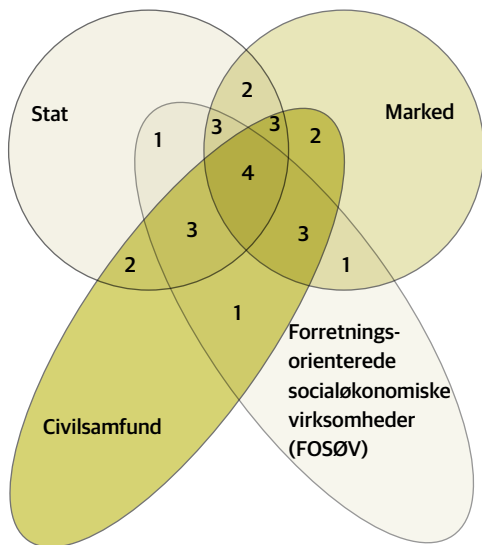 2
Stat
Marked
1
3
3
2
4
3
3
2
1
1
Forretnings-
orienterede
socialøkonomiske
virksomheder
(FOSØV)
Civilsamfund